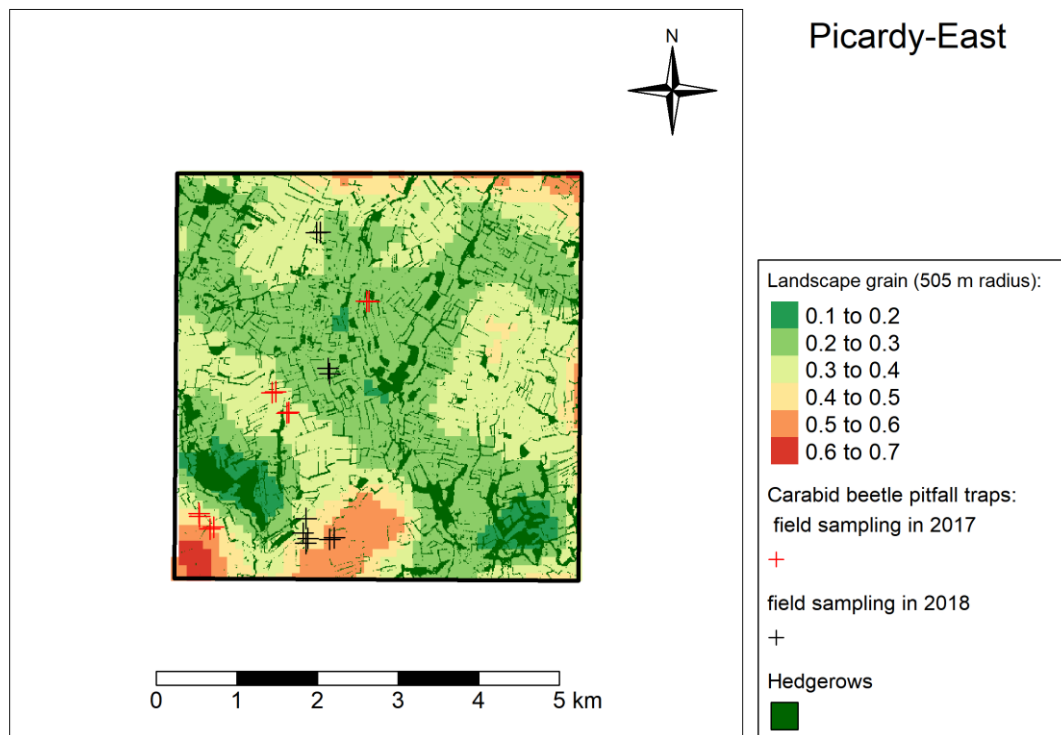 Picardy-East
N
Landscape grain (505 m radius):
0.1 to 0.2
0.2 to 0.3
0.3 to 0.4
0.4 to 0.5
0.5 to 0.6
0.6 to 0.7
Carabid beetle pitfall traps:
field sampling in 2017
field sampling in 2018
Hedgerows
0 1 2 3 4 5 km